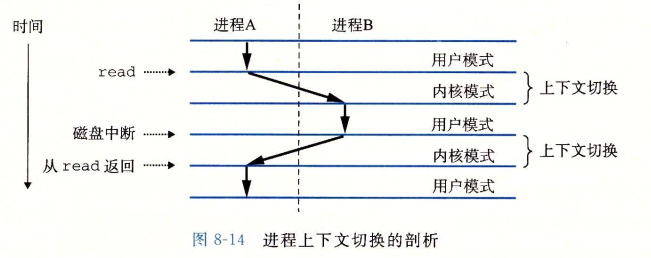 时间
进程A
进程B
用户模式
read
内核模式
上下文切换
用户模式
磁盘中断
内核模式
上下文切换
从 read 返回
用户模式
图 8-14 进程上下文切换的剖析